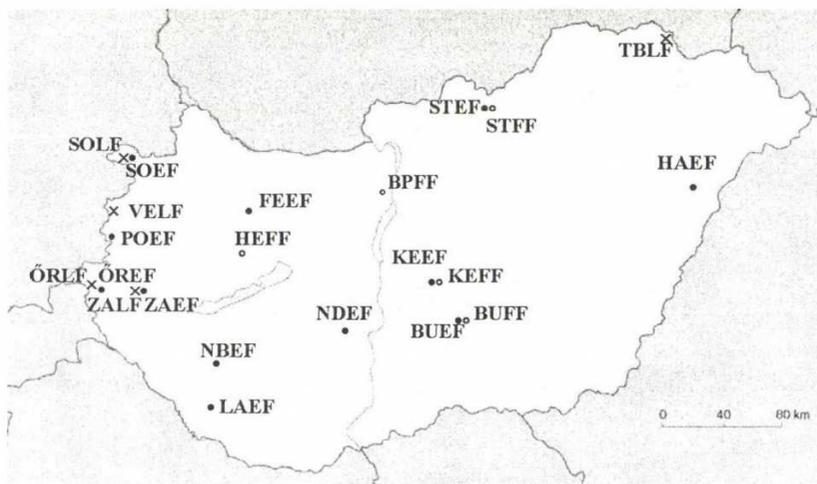 TBLF
STEF
STFF
SOLF
SOEF
HAEF
BPFF
VELF
FEEF
POEF
HEFF
KEEF
KEFF
ŐRLF ŐREF
ZALF ZAEF
NDEF
BUEF
BUFF
NBEF
LAEF
0 40 80 km